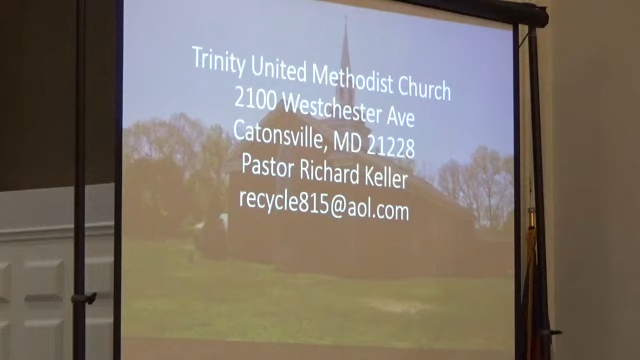 Trinity United Methodist Church
2100 Westchester Ave
Catonsville, MD 21228
Pastor Richard Keller
recycle815@aol.com